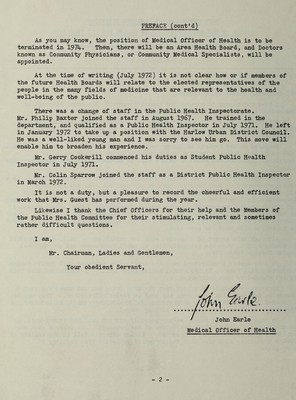 PREFACE (cont'd)
As you may know, the position of Medical Officer of Health is to be
terminated in 1974. Then, there will be an Area Health Board, and Doctors
known as Community Physicians, or Community Medical Specialists, will be
appointed.
At the time of writing (July 1972) it is not clear how or if members of
the future Health Boards will relate to the elected representatives of the
people in the many fields of medicine that are relevant to the health and
well-being of the public.
There was a change of staff in the Public Health Inspectorate.
Mr. Philip Baxter joined the staff in August 1967. He trained in the
department, and qualified as a Public Health Inspector in July 1971. He left
in January 1972 to take up a position with the Harlow Urban District Council.
He was a well-liked young man and I was sorry to see him go. This move will
enable him to broaden his experience.
Mr. Gerry Cockerill commenced his duties as Student Public Health
Inspector in July 1971.
Mr. Colin Sparrow joined the staff as a District Public Health Inspector
in March 1972.
It is not a duty, but a pleasure to record the cheerful and efficient
work that Mrs. Guest has performed during the year.
Likewise I thank the Chief Officers for their help and the Members of
the Public Health Committee for their stimulating, relevant and sometimes
rather difficult questions.
I am,
Mr. Chairman, Ladies and Gentlemen,
Your obedient Servant,
John Earle.
John Earle
Medical Officer of Health
- 2 -